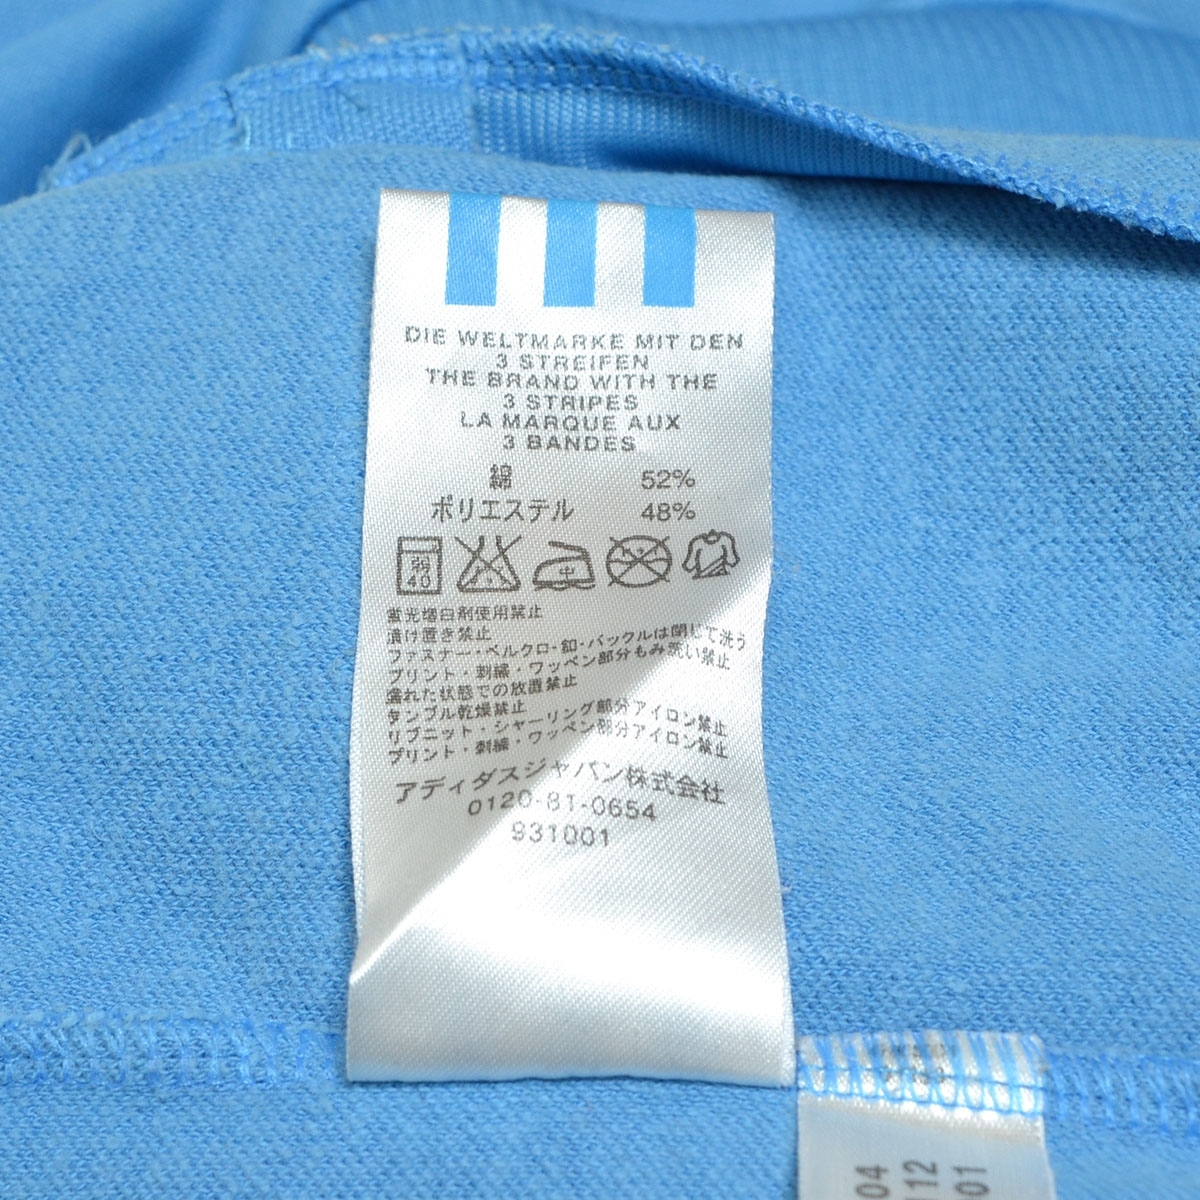 DIE WELTMARKE MIT DEN
3 STREIFEN
THE BRAND WITH THE
3 STRIPES
LA MARQUE AUX
3 BANDES
綿 52%
ポリエステル 48%
弱 40 中
蛍光増白剤使用禁止
漬け置き禁止
ファスナー・ベルクロ・釦・バックルは閉じて洗う
プリント・刺繍・ワッペン部分もみ洗い禁止
濡れた状態での放置禁止
タンブル乾燥禁止
リブニット・シャーリング部分アイロン禁止
プリント・刺繍・ワッペン部分アイロン禁止
アディダスジャパン株式会社
0120-81-0654
931001
04
112
01